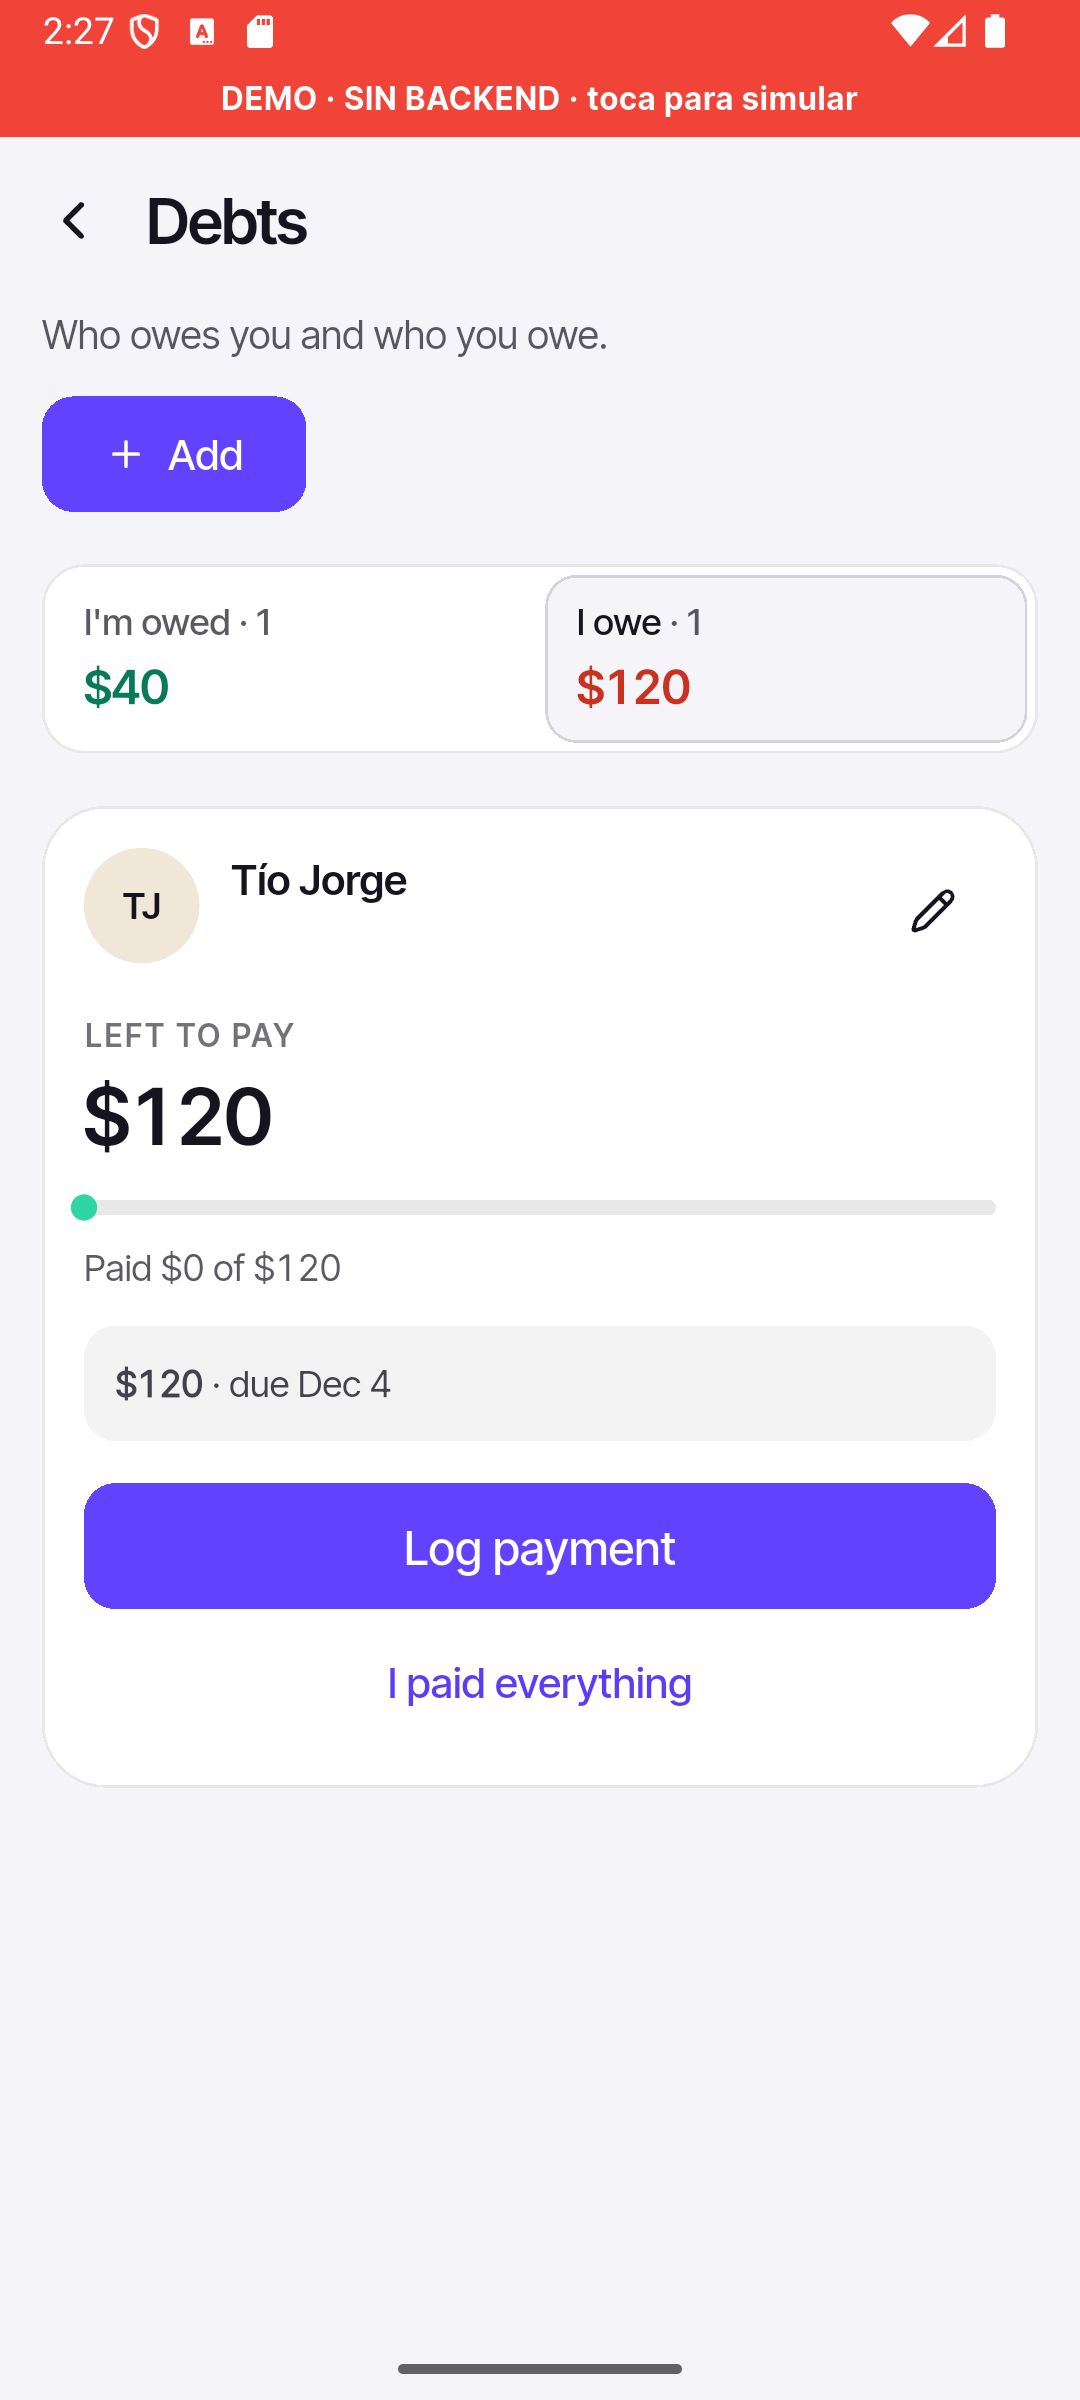 2:27
DEMO · SIN BACKEND · toca para simular
Debts
Who owes you and who you owe.
+ Add
I'm owed · 1
$40
I owe · 1
$120
TJ
Tío Jorge
LEFT TO PAY
$120
Paid $0 of $120
$120 · due Dec 4
Log payment
I paid everything